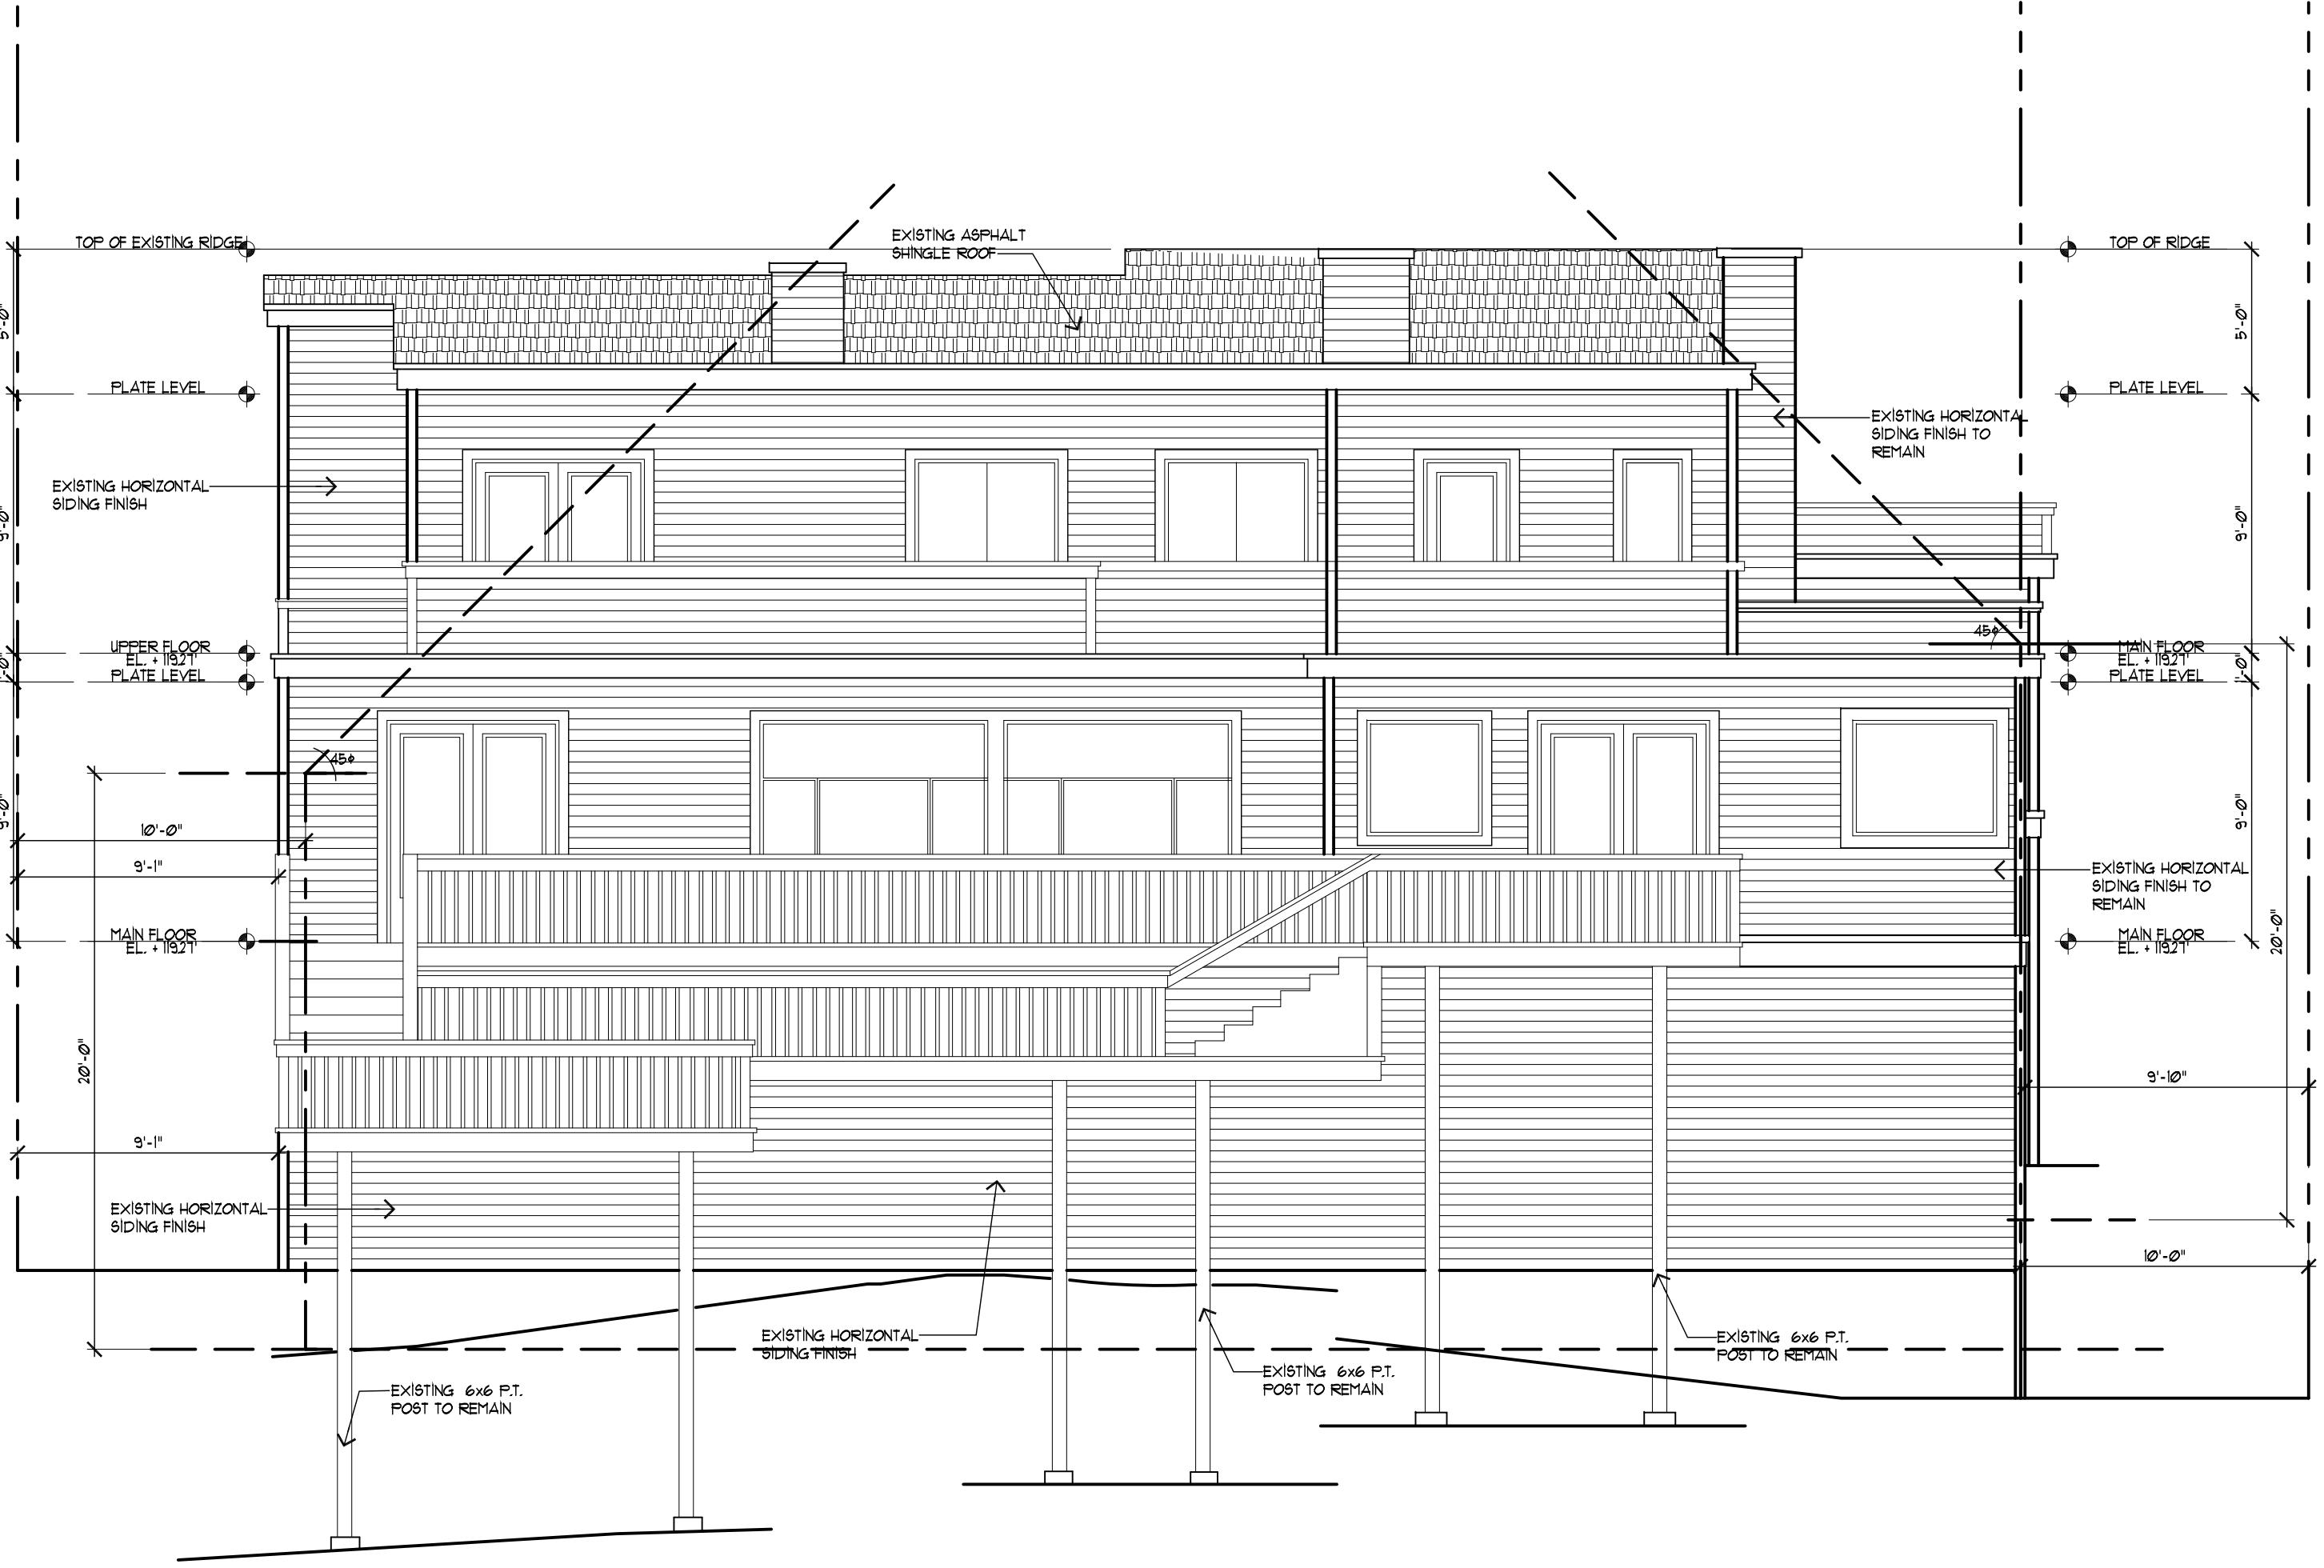 TOP OF EXISTING RIDGE
EXISTING ASPHALT
SHINGLE ROOF
TOP OF RIDGE
5'-0"
5'-0"
PLATE LEVEL
PLATE LEVEL
EXISTING HORIZONTAL
SIDING FINISH TO
REMAIN
EXISTING HORIZONTAL
SIDING FINISH
9'-0"
9'-0"
UPPER FLOOR
EL. + 119.27'
PLATE LEVEL
45ø
MAIN FLOOR
EL. + 119.27'
PLATE LEVEL
1'-0"
45ø
9'-0"
9'-0"
10'-0"
9'-1"
EXISTING HORIZONTAL
SIDING FINISH TO
REMAIN
MAIN FLOOR
EL. + 119.27'
MAIN FLOOR
EL. + 119.27'
20'-0"
20'-0"
9'-10"
9'-1"
EXISTING HORIZONTAL
SIDING FINISH
10'-0"
EXISTING HORIZONTAL
SIDING FINISH
EXISTING 6x6 P.T.
POST TO REMAIN
EXISTING 6x6 P.T.
POST TO REMAIN
EXISTING 6x6 P.T.
POST TO REMAIN